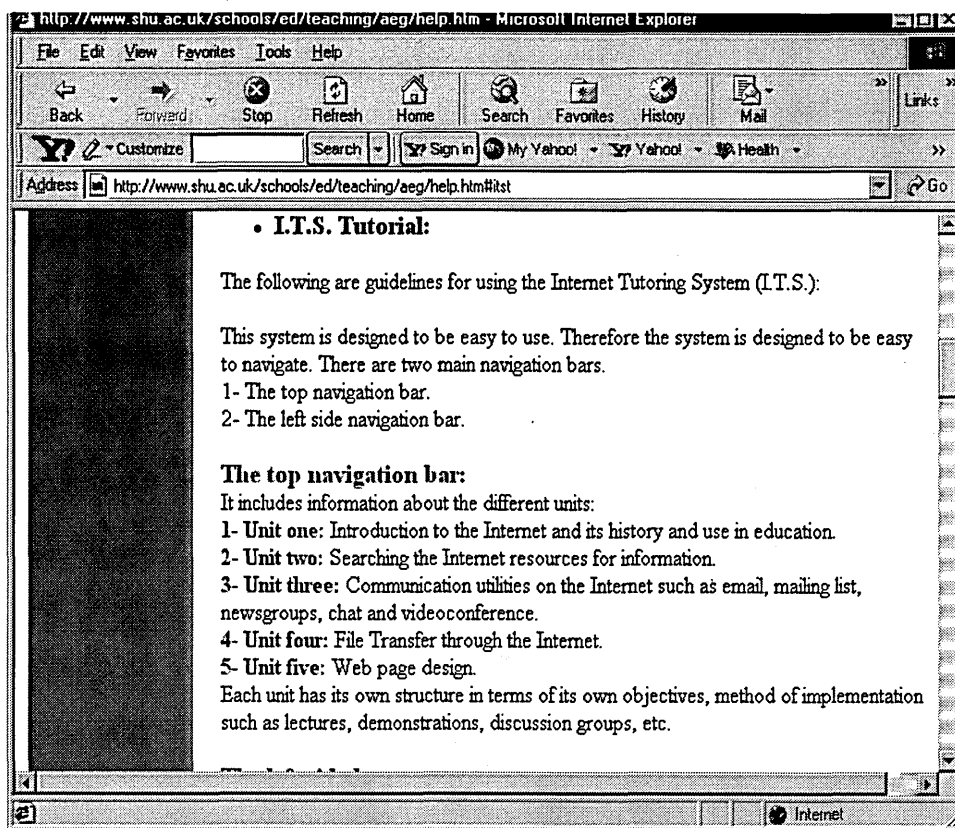 http://www.shu.ac.uk/schools/ed/teaching/aeg/help.htm - Microsoft Internet Explorer
File Edit View Favorites Tools Help
Back Forward Stop Refresh Home Search Favorites History Mail » Links »
Y? Customize Search Y? Sign in My Yahoo! Y? Yahoo! Health »
Address http://www.shu.ac.uk/schools/ed/teaching/aeg/help.htm#itst Go
• I.T.S. Tutorial:
The following are guidelines for using the Internet Tutoring System (I.T.S.):
This system is designed to be easy to use. Therefore the system is designed to be easy
to navigate. There are two main navigation bars.
1- The top navigation bar.
2- The left side navigation bar.
The top navigation bar:
It includes information about the different units:
1- Unit one: Introduction to the Internet and its history and use in education.
2- Unit two: Searching the Internet resources for information.
3- Unit three: Communication utilities on the Internet such as email, mailing list,
newsgroups, chat and videoconference.
4- Unit four: File Transfer through the Internet.
5- Unit five: Web page design.
Each unit has its own structure in terms of its own objectives, method of implementation
such as lectures, demonstrations, discussion groups, etc.
Internet